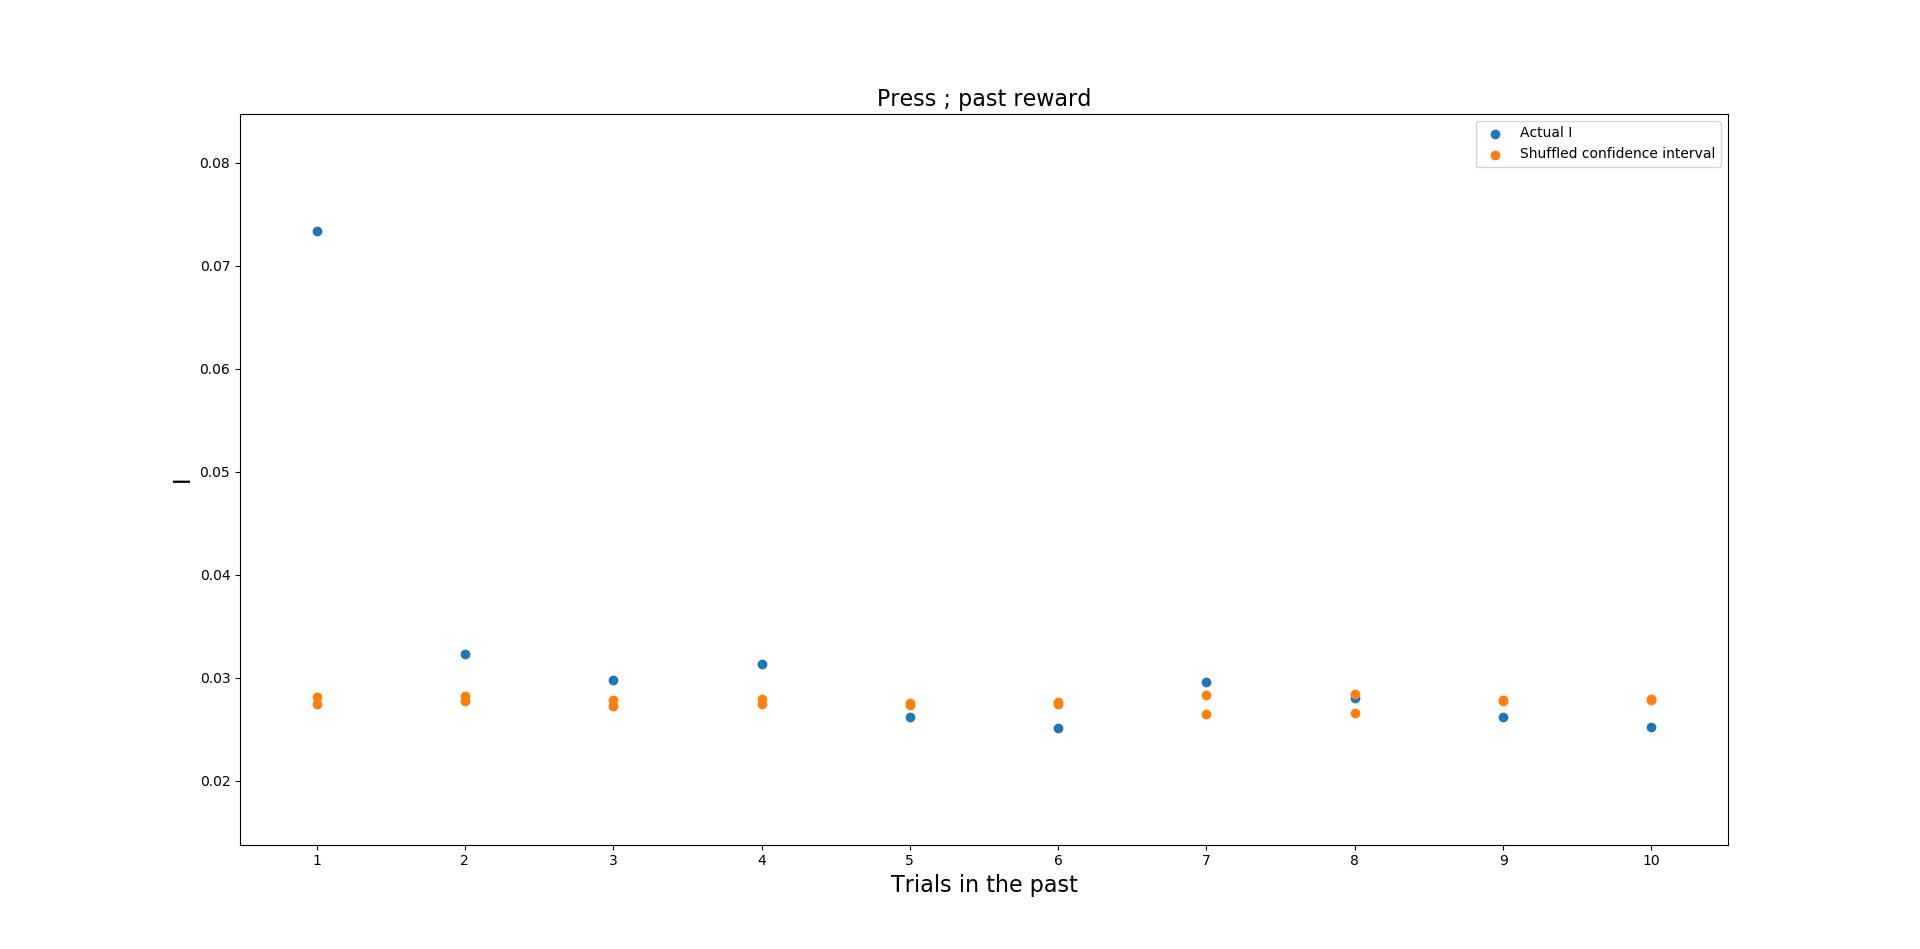 Press ; past reward
Actual I
Shuffled confidence interval
0.08
0.07
0.06
0.05
0.04
0.03
0.02
I
1 2 3 4 5 6 7 8 9 10
Trials in the past